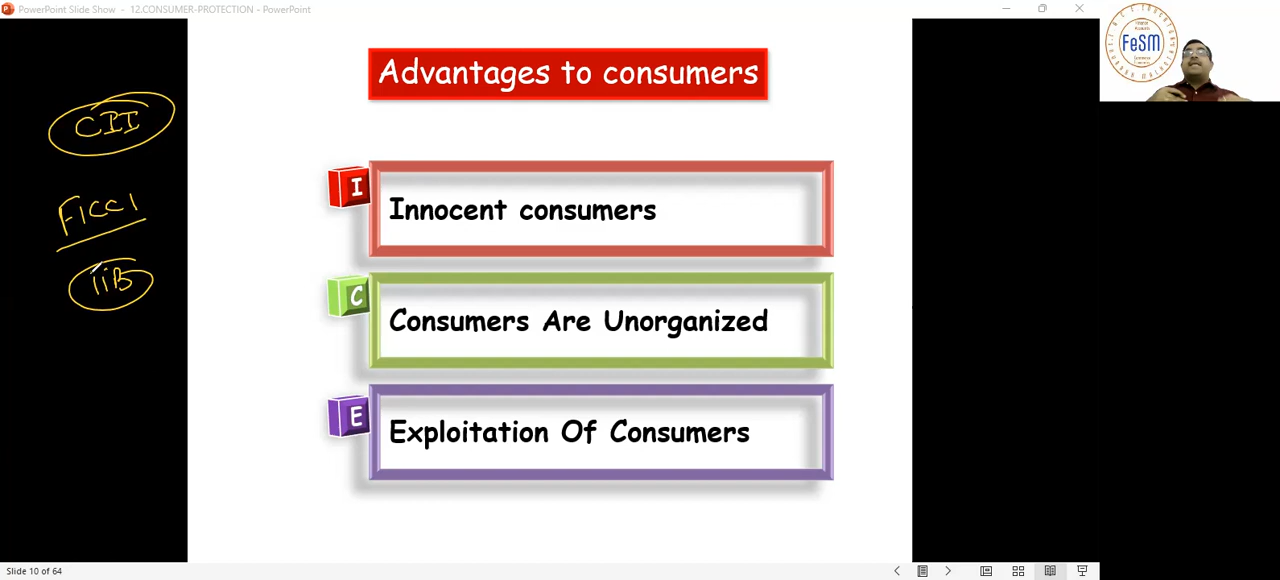 PowerPoint Slide Show - 12.CONSUMER-PROTECTION - PowerPoint
FeSM
Advantages to consumers
CII
I
Innocent consumers
FICCI
iiB
C
Consumers Are Unorganized
E
Exploitation Of Consumers
Slide 10 of 64